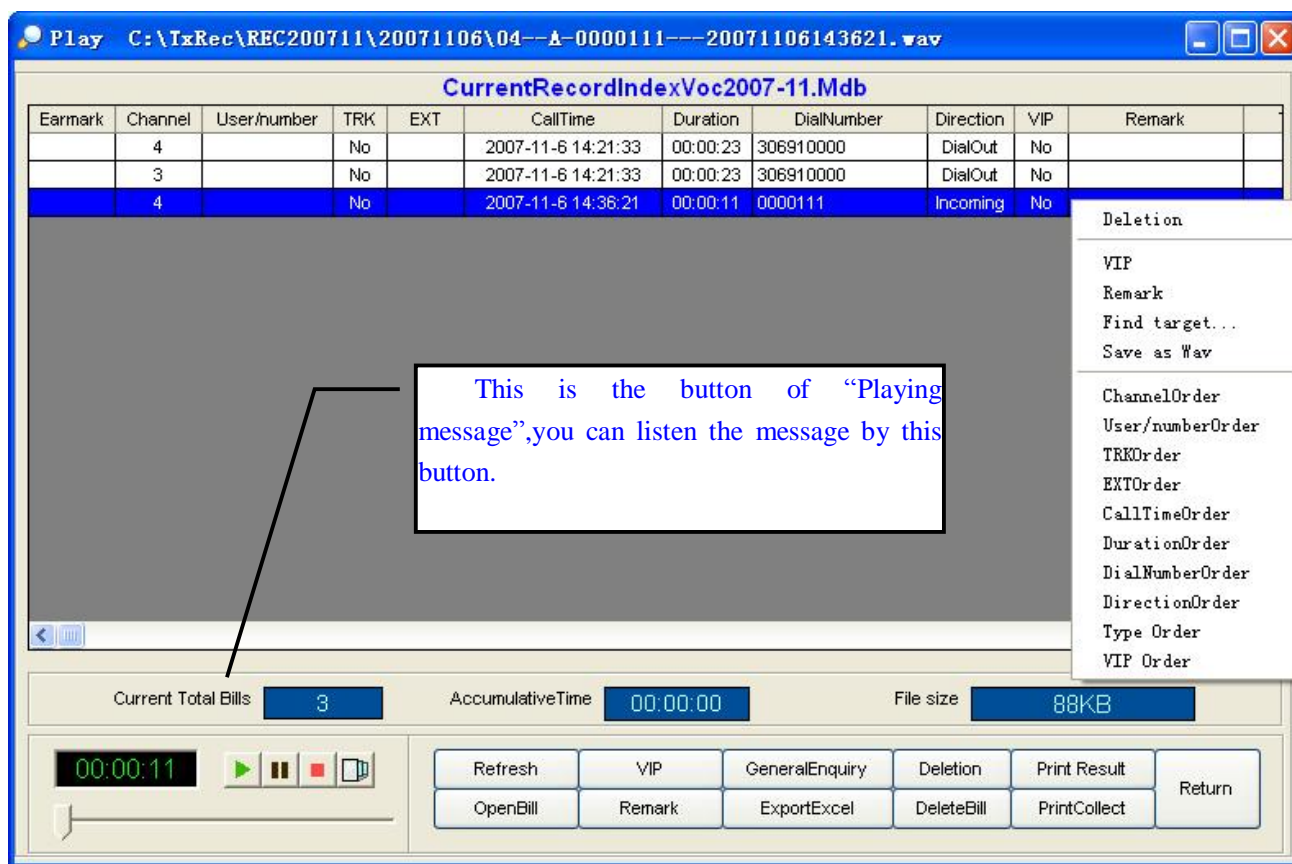 Play C:\TxRec\REC200711\20071106\04--A-0000111---20071106143621.wav
CurrentRecordIndexVoc2007-11.Mdb
Earmark Channel User/number TRK EXT CallTime Duration DialNumber Direction VIP Remark
4 No 2007-11-6 14:21:33 00:00:23 306910000 DialOut No
3 No 2007-11-6 14:21:33 00:00:23 306910000 DialOut No
4 No 2007-11-6 14:36:21 00:00:11 0000111 Incoming No
Deletion
VIP
Remark
Find target...
Save as Wav
ChannelOrder
User/numberOrder
TRKOrder
EXTOrder
CallTimeOrder
DurationOrder
DialNumberOrder
DirectionOrder
Type Order
VIP Order
This is the button of “Playing
message”,you can listen the message by this
button.
Current Total Bills 3 AccumulativeTime 00:00:00 File size 88KB
00:00:11
Refresh VIP GeneralEnquiry Deletion Print Result Return
OpenBill Remark ExportExcel DeleteBill PrintCollect